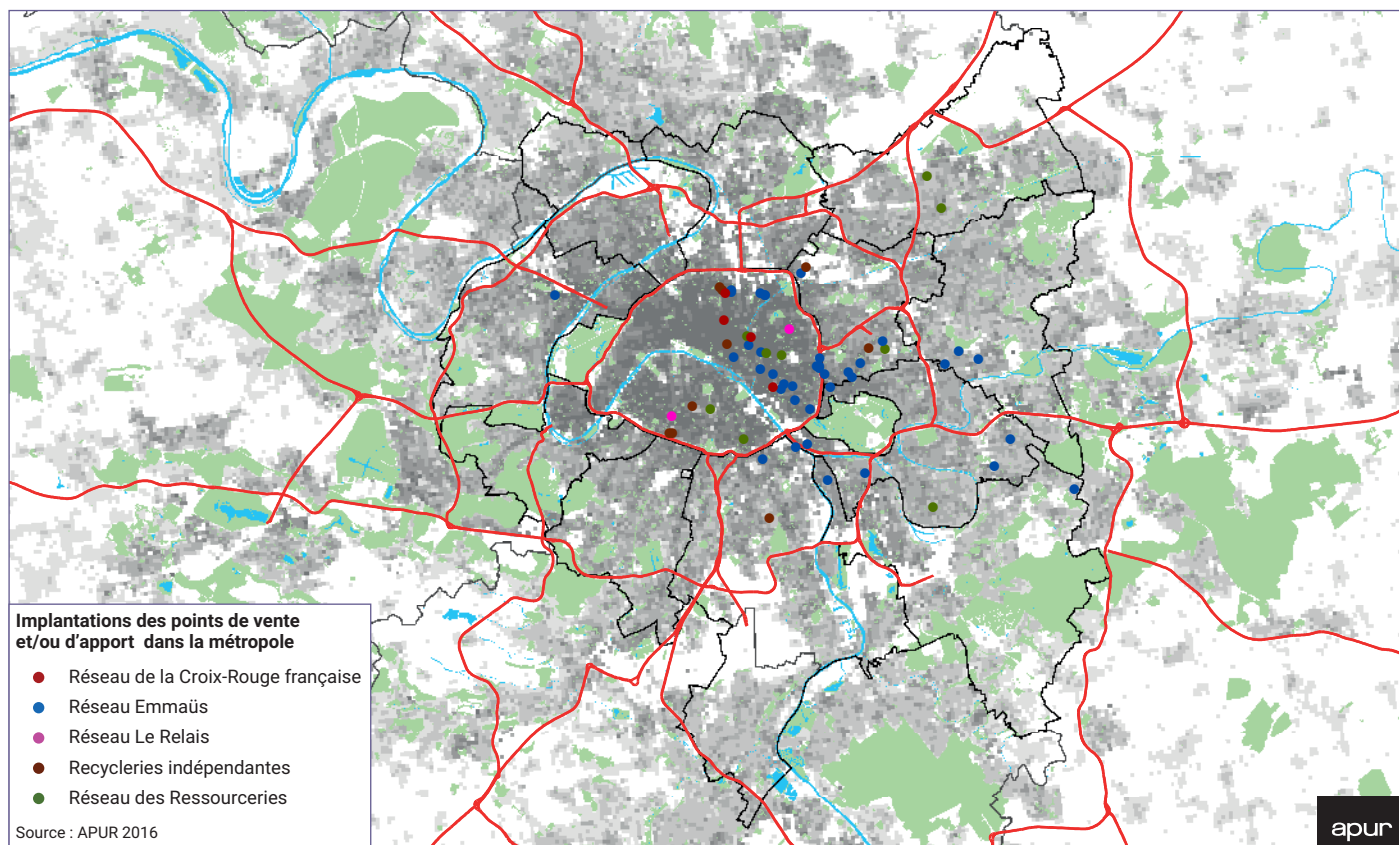 Implantations des points de vente
et/ou d'apport dans la métropole
Réseau de la Croix-Rouge française
Réseau Emmaüs
Réseau Le Relais
Recycleries indépendantes
Réseau des Ressourceries
Source : APUR 2016
apur